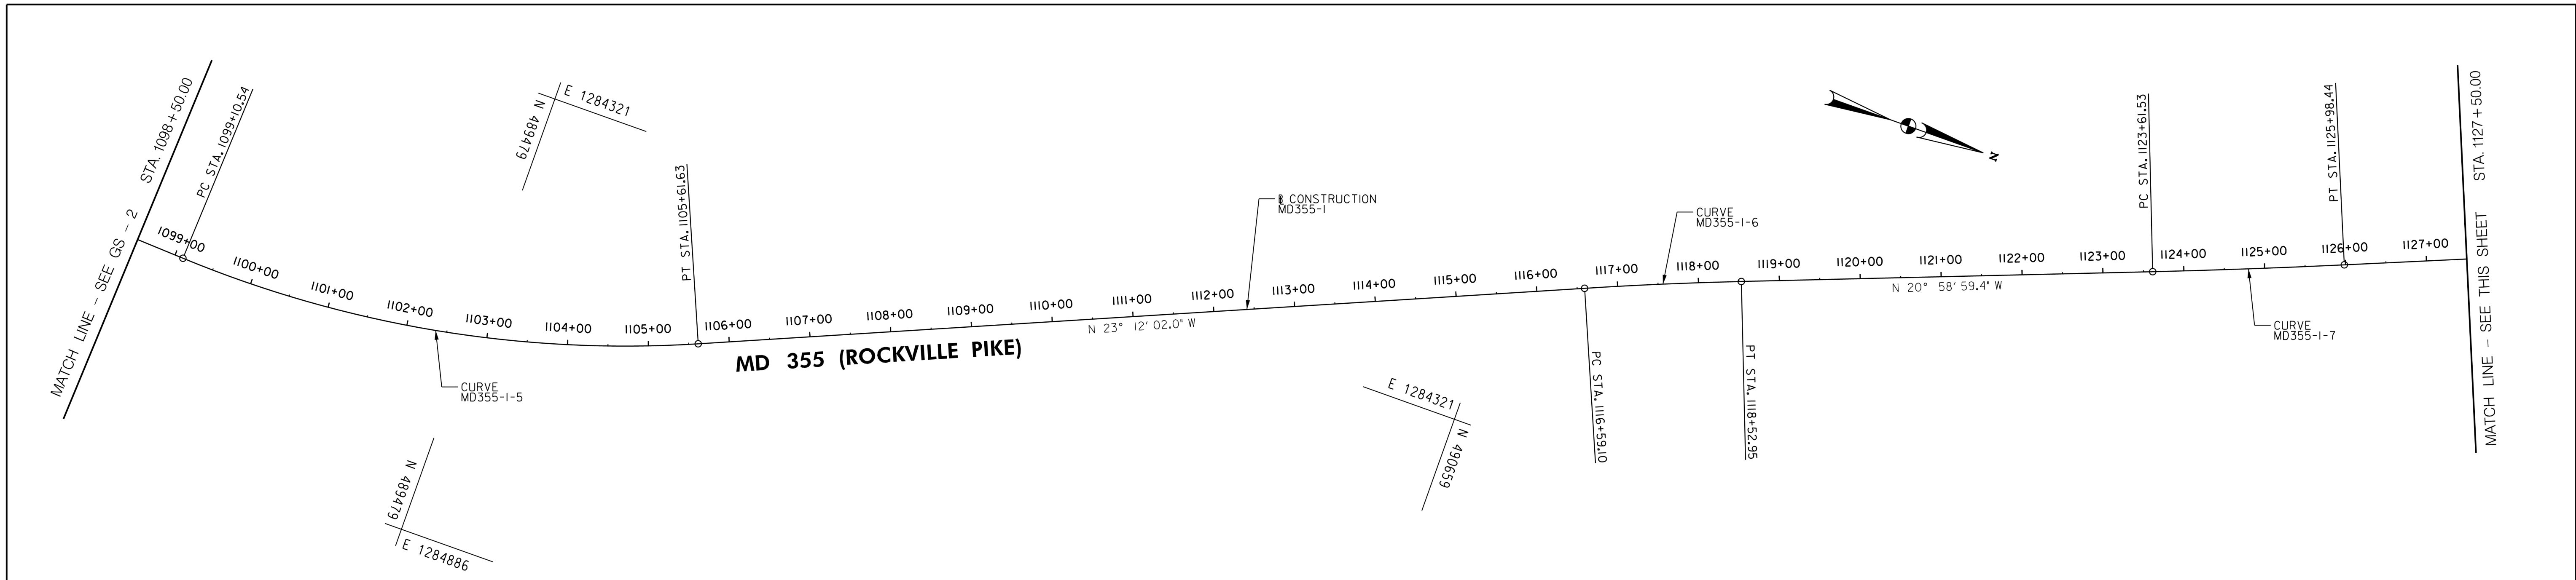 MATCH LINE - SEE GS - 2 STA. 1098+50.00
PC STA. 1099+10.54
1099+00
1100+00
1101+00
1102+00
1103+00
1104+00
1105+00
1106+00
1107+00
1108+00
1109+00
1110+00
1111+00
1112+00
1113+00
1114+00
1115+00
1116+00
1117+00
1118+00
1119+00
1120+00
1121+00
1122+00
1123+00
1124+00
1125+00
1126+00
1127+00
E 1284321
N 489479
PT STA. 1105+61.63
CURVE
MD355-1-5
N 489479
E 1284886
MD 355 (ROCKVILLE PIKE)
N 23° 12' 02.0" W
B CONSTRUCTION
MD355-1
E 1284321
N 490659
PC STA. 1116+59.10
CURVE
MD355-1-6
PT STA. 1118+52.95
N 20° 58' 59.4" W
N
PC STA. 1123+61.53
CURVE
MD355-1-7
PT STA. 1125+98.44
MATCH LINE - SEE THIS SHEET STA. 1127+50.00